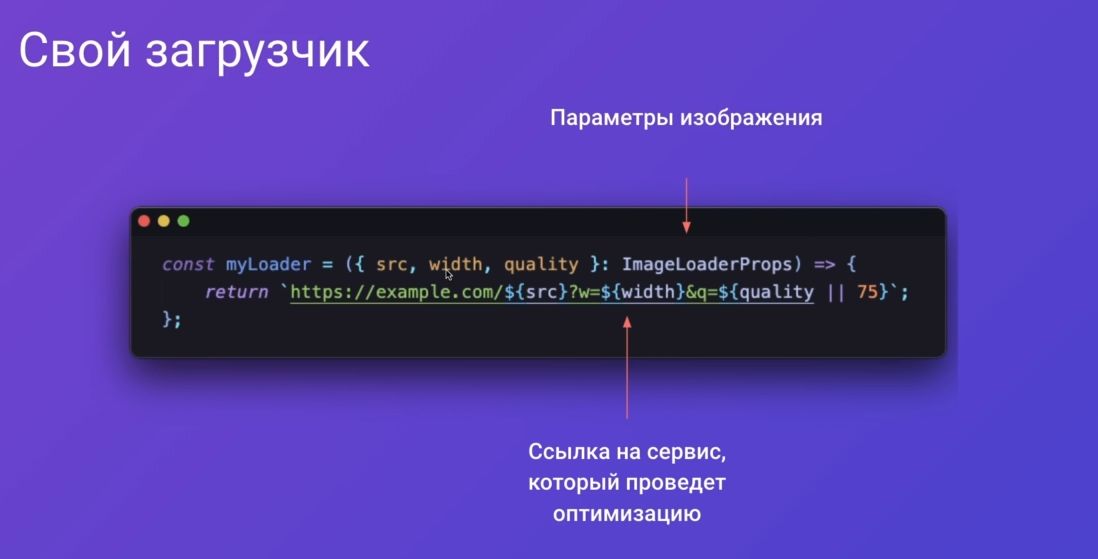 Свой загрузчик
Параметры изображения
const myLoader = ({ src, width, quality }: ImageLoaderProps) => {
    return `https://example.com/${src}?w=${width}&q=${quality || 75}`;
};
Ссылка на сервис,
который проведет
оптимизацию